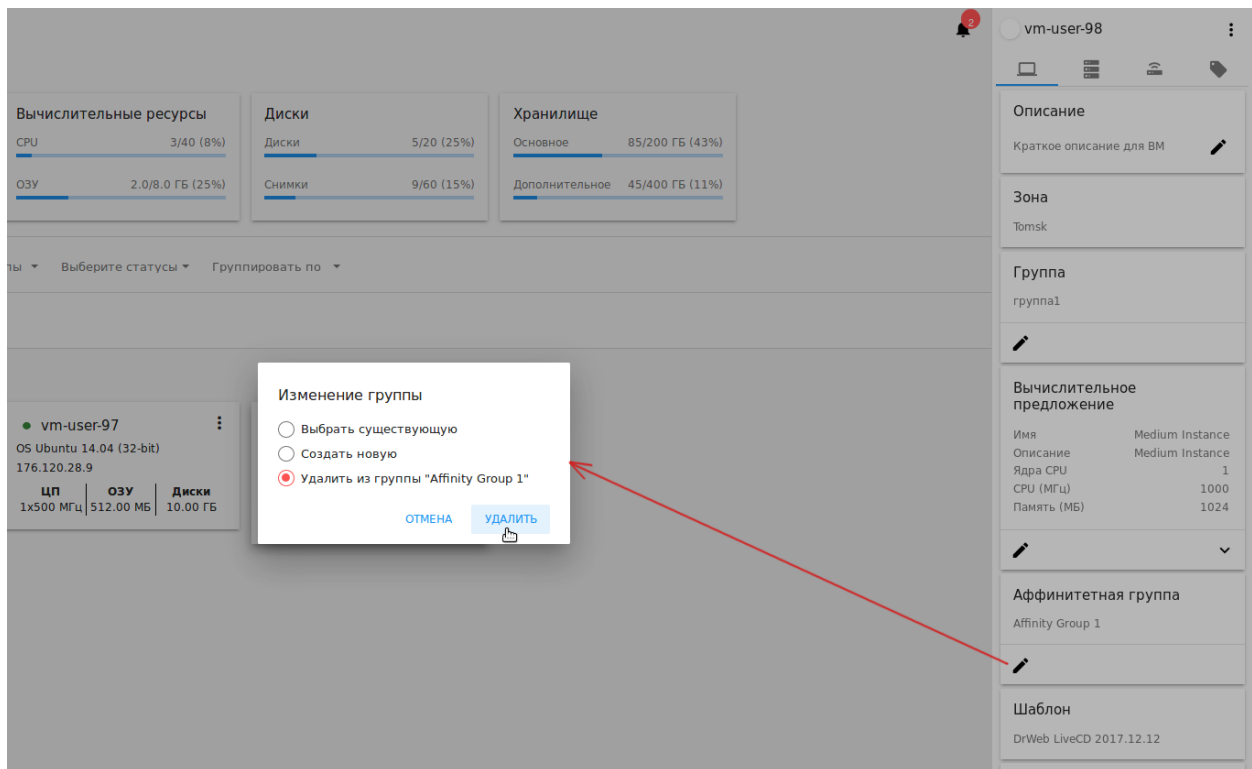 2
vm-user-98
Вычислительные ресурсы
CPU 3/40 (8%)
ОЗУ 2.0/8.0 ГБ (25%)
Диски
Диски 5/20 (25%)
Снимки 9/60 (15%)
Хранилище
Основное 85/200 ГБ (43%)
Дополнительное 45/400 ГБ (11%)
пы Выберите статусы Группировать по
vm-user-97
OS Ubuntu 14.04 (32-bit)
176.120.28.9
ЦП ОЗУ Диски
1x500 МГц 512.00 МБ 10.00 ГБ
Изменение группы
Выбрать существующую
Создать новую
Удалить из группы "Affinity Group 1"
ОТМЕНА УДАЛИТЬ
Описание
Краткое описание для ВМ
Зона
Tomsk
Группа
группа1
Вычислительное
предложение
Имя Medium Instance
Описание Medium Instance
Ядра CPU 1
CPU (МГц) 1000
Память (МБ) 1024
Аффинитетная группа
Affinity Group 1
Шаблон
DrWeb LiveCD 2017.12.12